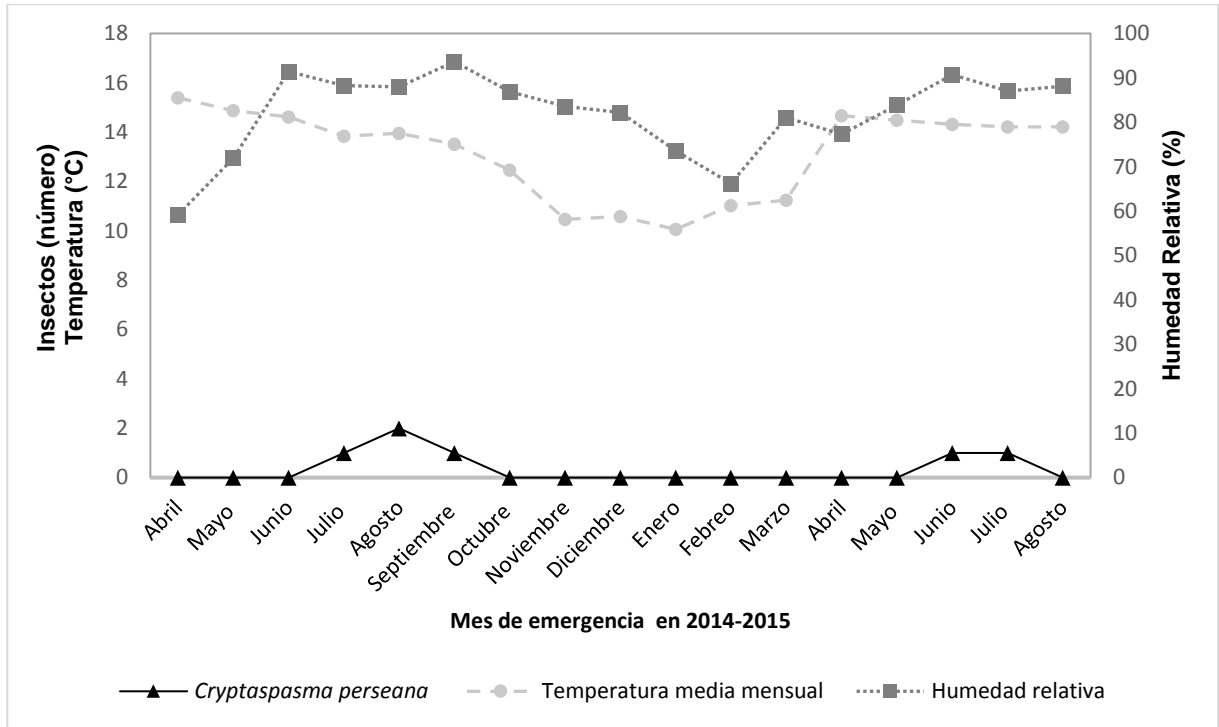 18
16
14
12
10
8
6
4
2
0
Insectos (número)
Temperatura (°C)
100
90
80
70
60
50
40
30
20
10
0
Humedad Relativa (%)
Abril
Mayo
Junio
Julio
Agosto
Septiembre
Octubre
Noviembre
Diciembre
Enero
Febreo
Marzo
Abril
Mayo
Junio
Julio
Agosto
Mes de emergencia en 2014-2015
Cryptaspasma perseana
Temperatura media mensual
Humedad relativa